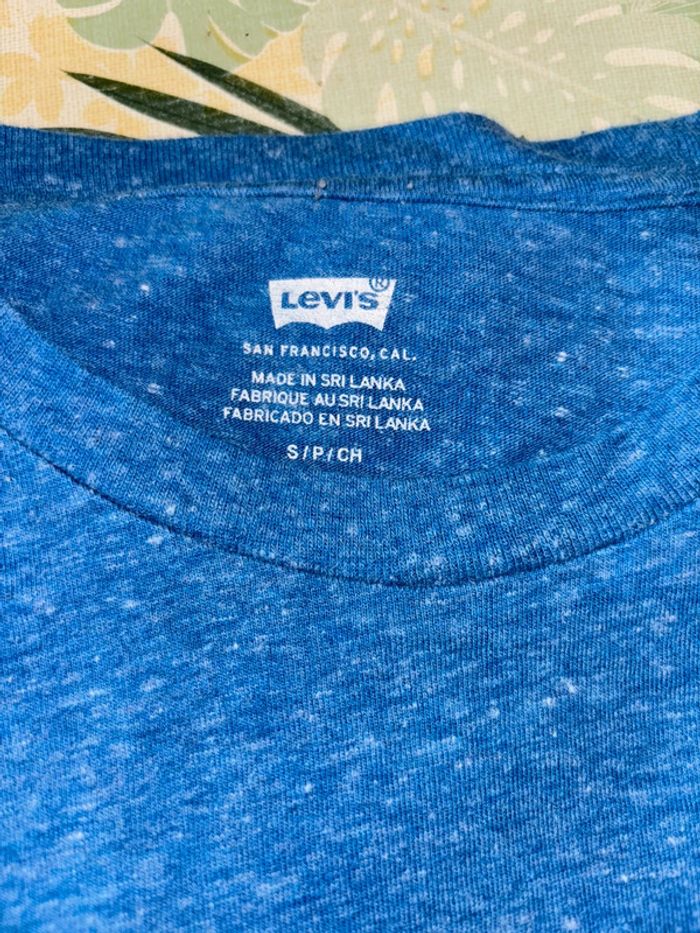 Levi's®
SAN FRANCISCO, CAL.
MADE IN SRI LANKA
FABRIQUE AU SRI LANKA
FABRICADO EN SRI LANKA
S/P/CH